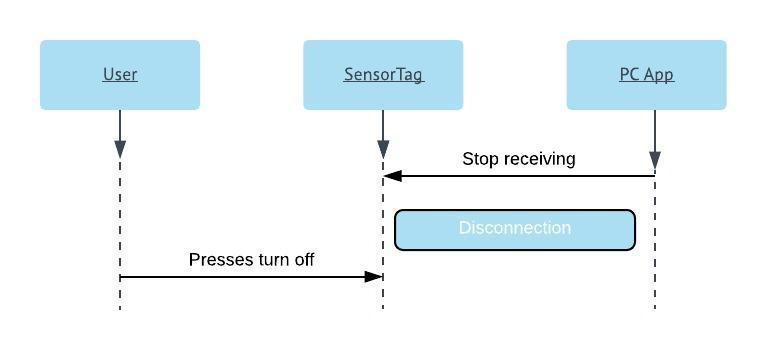 User
SensorTag
PC App
Stop receiving
Disconnection
Presses turn off